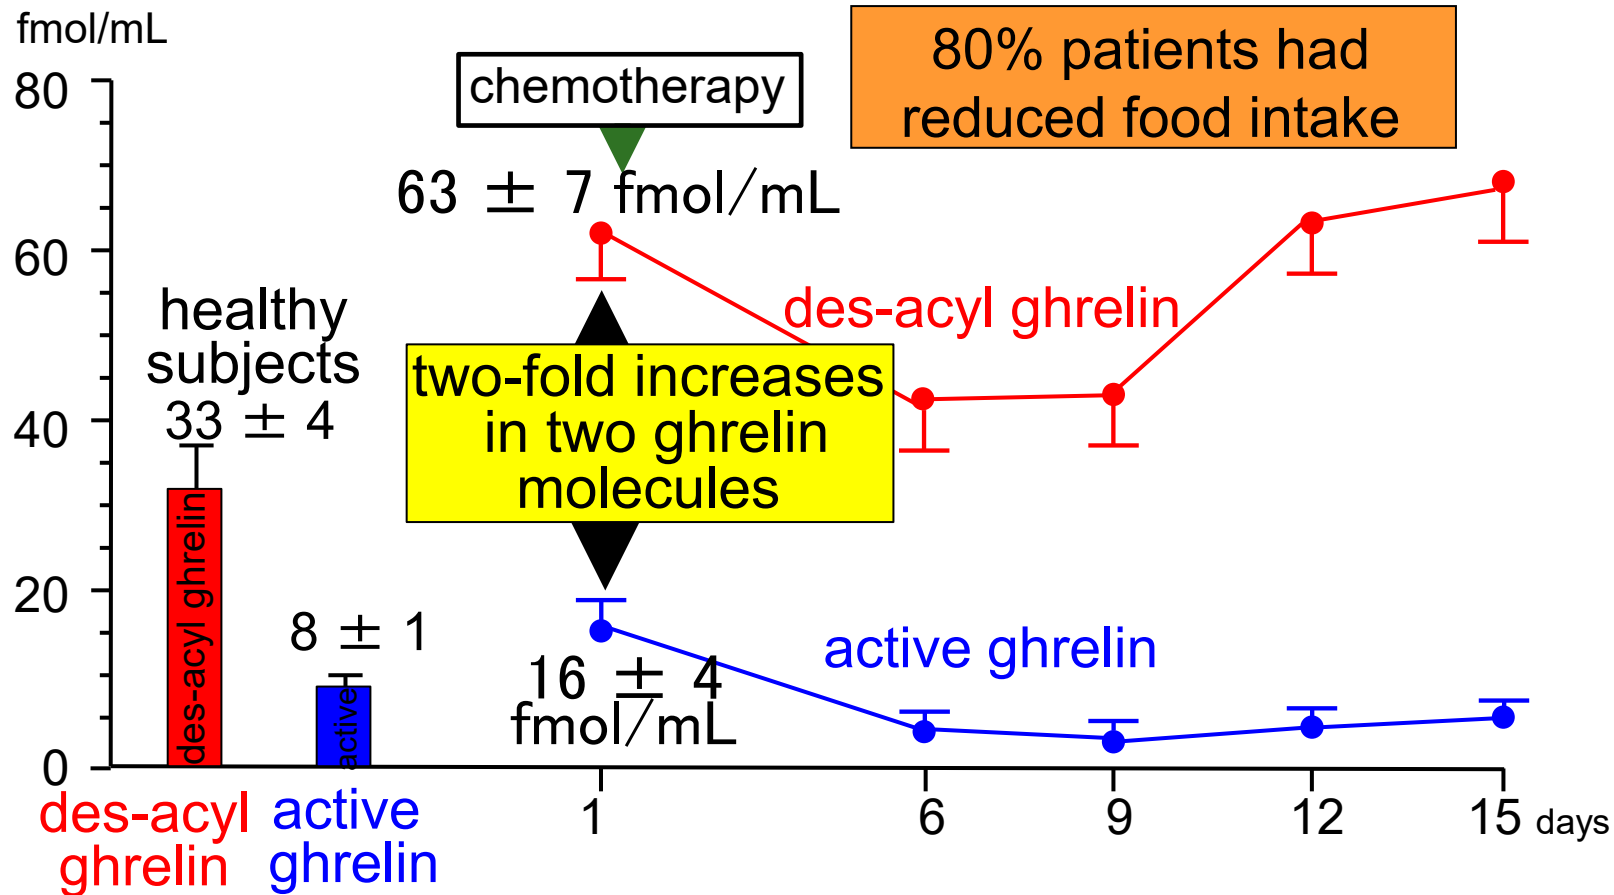 fmol/mL
80
60
40
20
0
chemotherapy
80% patients had
reduced food intake
63 ± 7 fmol/mL
healthy
subjects
33 ± 4
des-acyl ghrelin
8 ± 1
active
des-acyl ghrelin
two-fold increases
in two ghrelin
molecules
active ghrelin
16 ± 4
fmol/mL
des-acyl
ghrelin
active
ghrelin
1 6 9 12 15 days